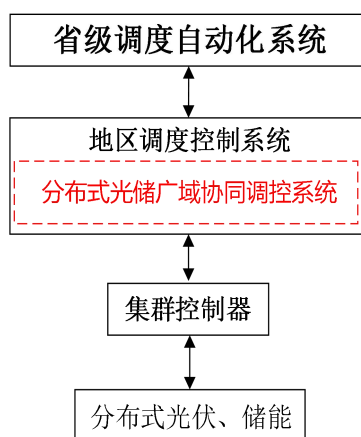 省级调度自动化系统
地区调度控制系统
分布式光储广域协同调控系统
集群控制器
分布式光伏、储能